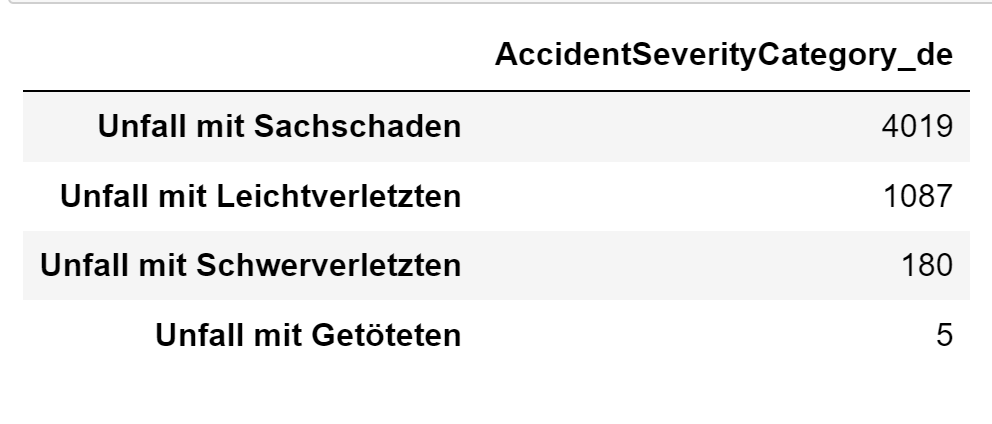 AccidentSeverityCategory_de
Unfall mit Sachschaden 4019
Unfall mit Leichtverletzten 1087
Unfall mit Schwerverletzten 180
Unfall mit Getöteten 5